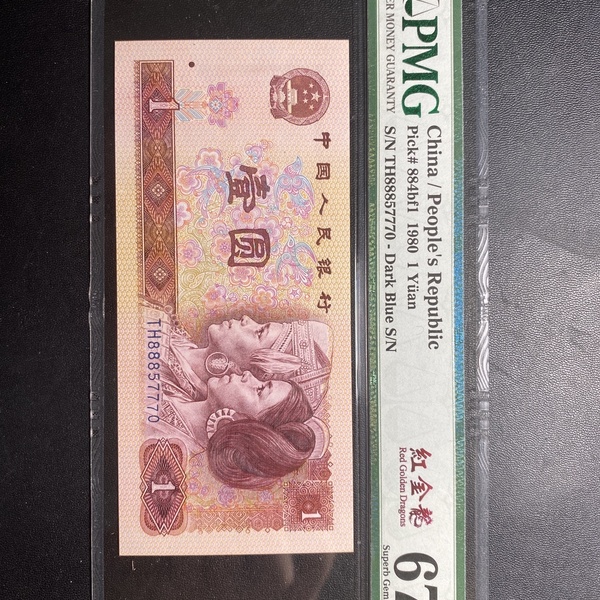 PMG
MONEY GUARANTY
China / People's Republic
Pick# 884bf1 1980 1 Yüan
S/N TH88857770 - Dark Blue S/N
紅金龍
Red Golden Dragons
67
Superb Gem
中国人民银行
壹圆
1
TH88857770
1
1